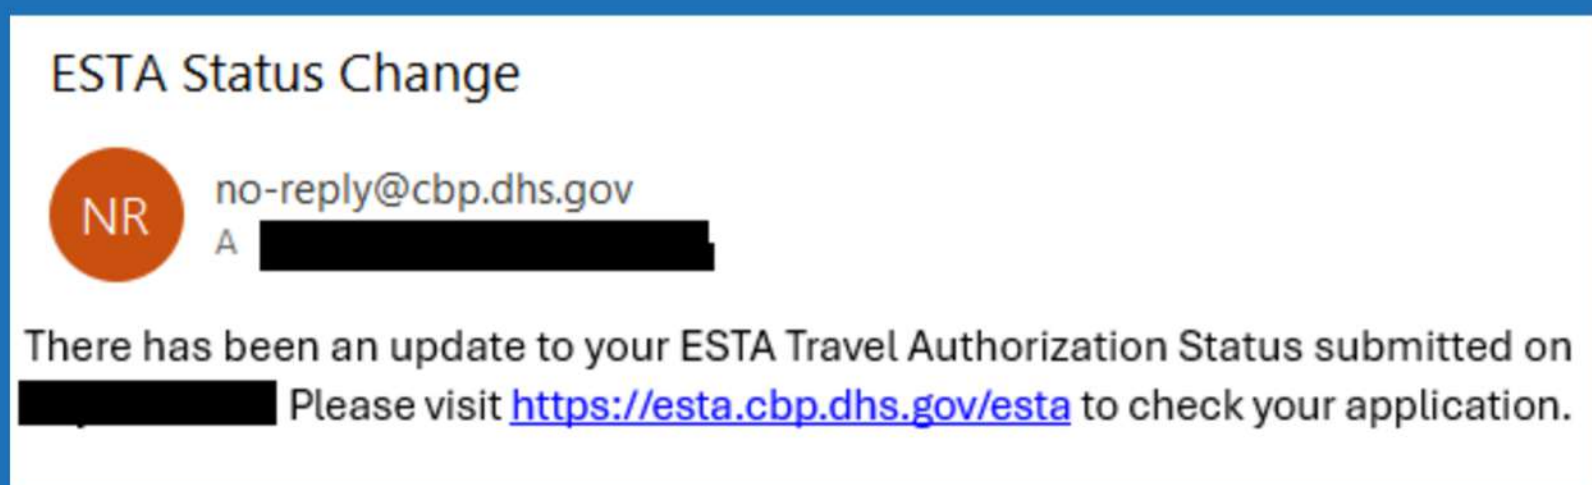 ESTA Status Change
NR
no-reply@cbp.dhs.gov
A
There has been an update to your ESTA Travel Authorization Status submitted on
Please visit https://esta.cbp.dhs.gov/esta to check your application.